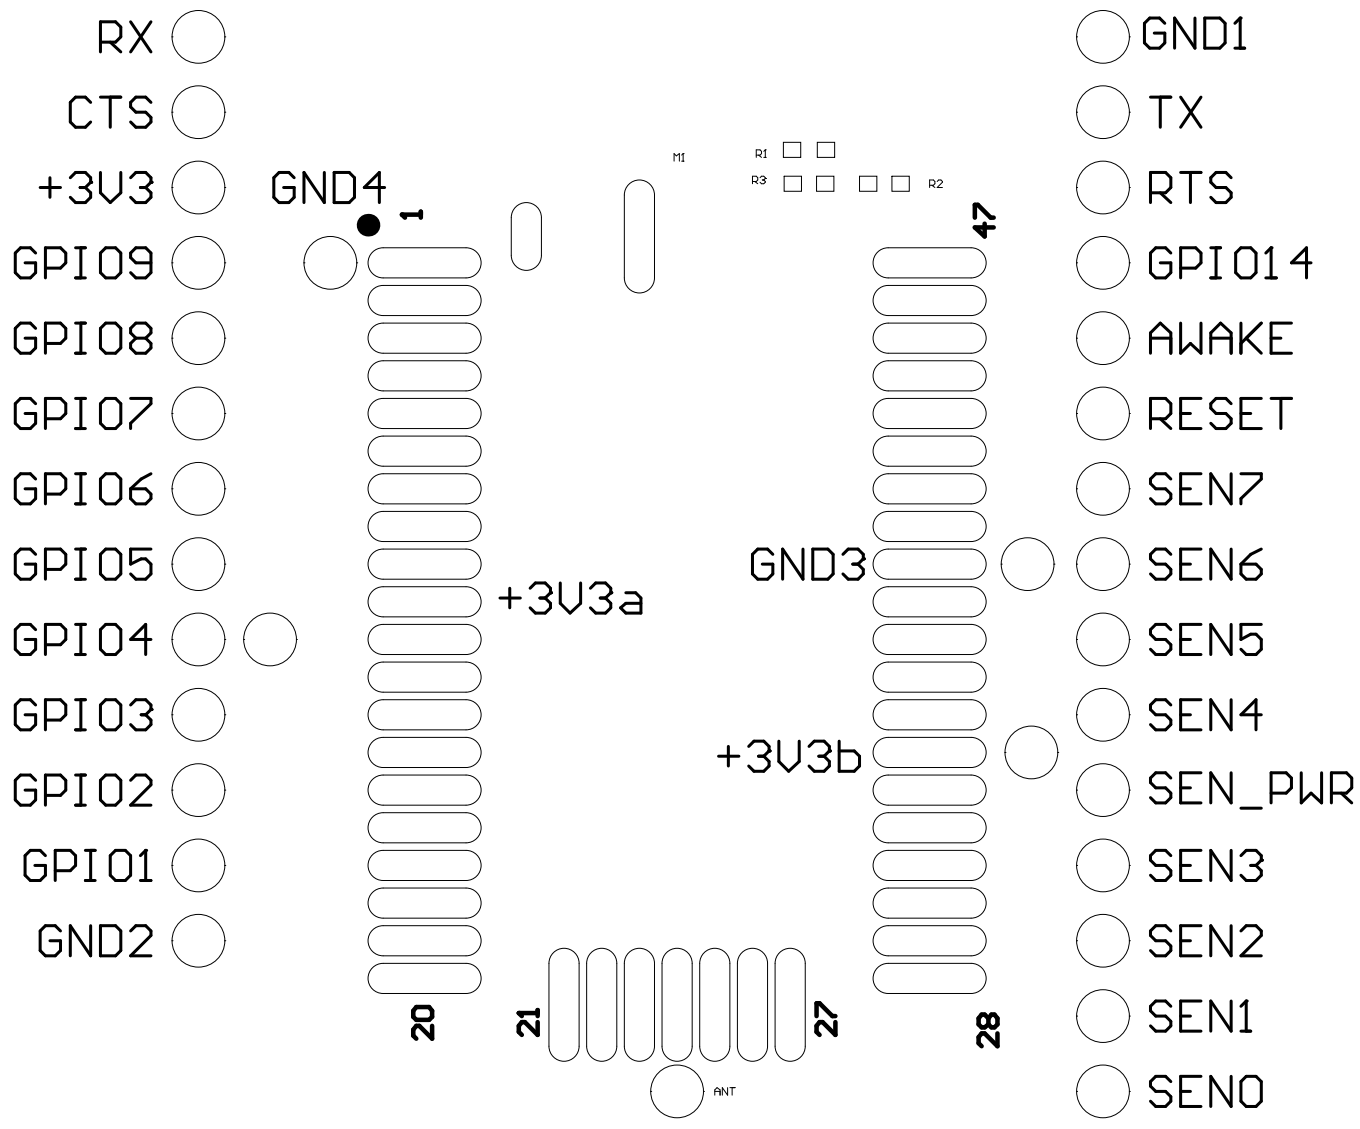 RX
GND1
CTS
TX
M1
R1
R3
R2
+3V3
GND4
RTS
1
47
GPIO9
GPIO14
GPIO8
AWAKE
GPIO7
RESET
GPIO6
SEN7
GPIO5
GND3
SEN6
+3V3a
GPIO4
SEN5
GPIO3
SEN4
+3V3b
GPIO2
SEN_PWR
GPIO1
SEN3
GND2
SEN2
20
21
27
28
SEN1
ANT
SEN0